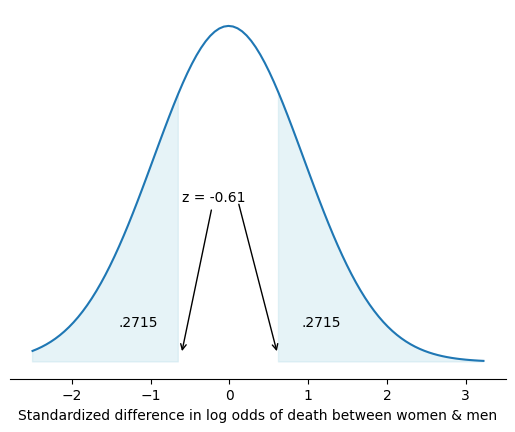 z = -0.61
.2715 .2715
−2 −1 0 1 2 3
Standardized difference in log odds of death between women & men